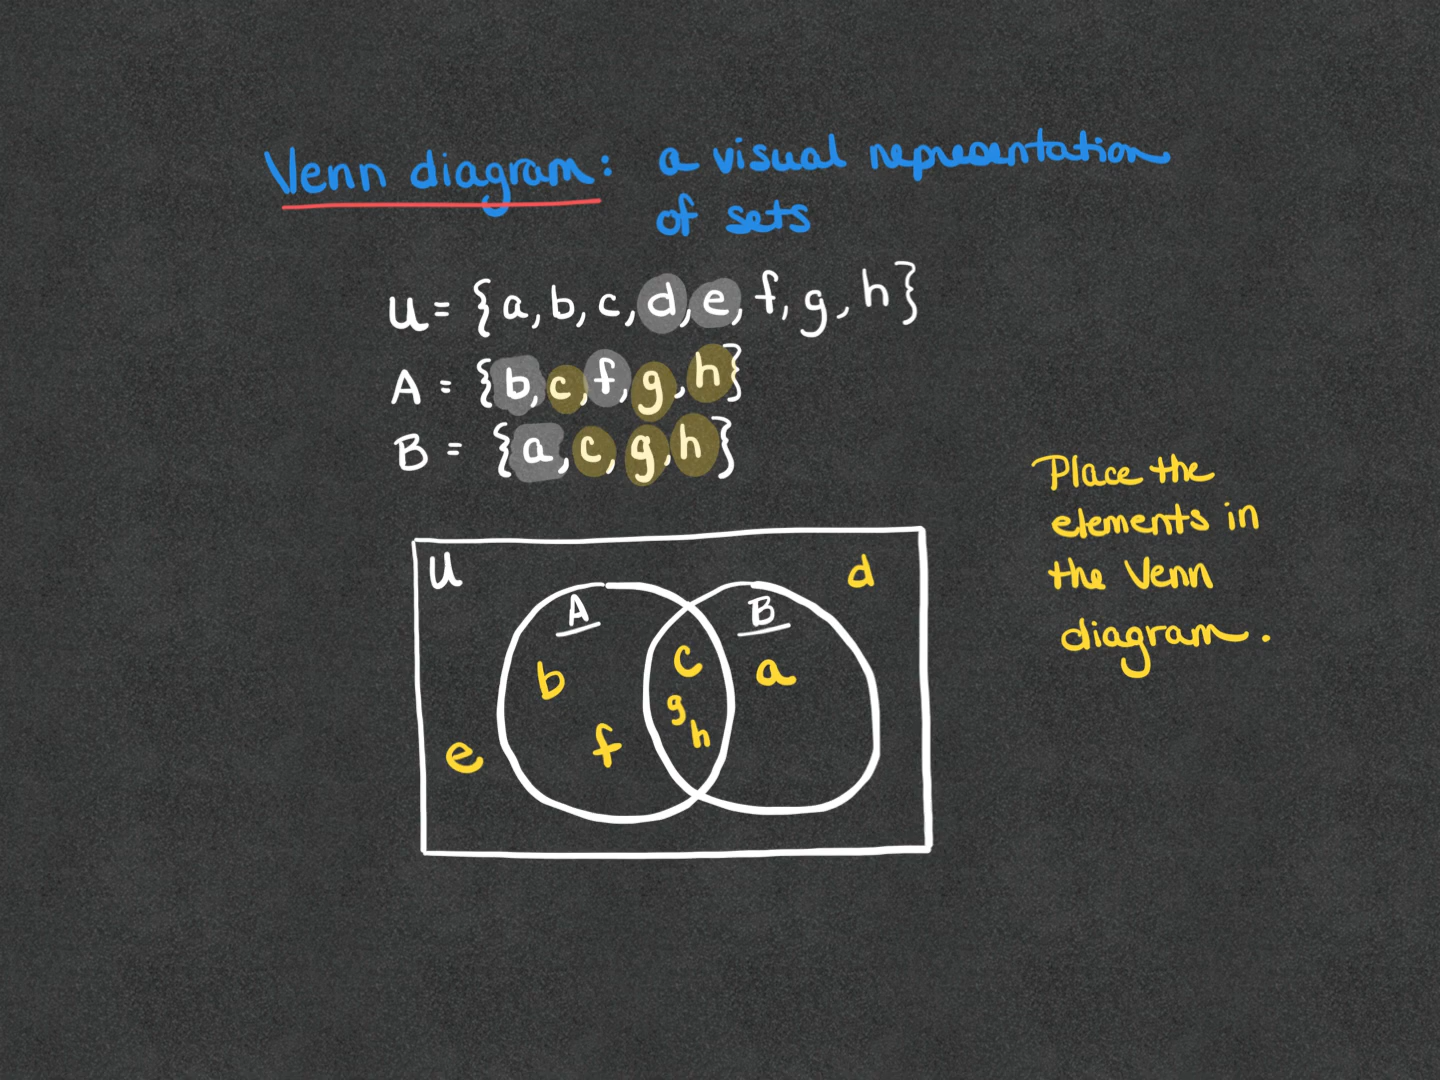 Venn diagram: a visual representation
of sets
U = {a, b, c, d, e, f, g, h}
A = {b, c, f, g, h}
B = {a, c, g, h}
Place the
elements in
the Venn
diagram.
U
d
A
B
b
c
a
g
h
f
e